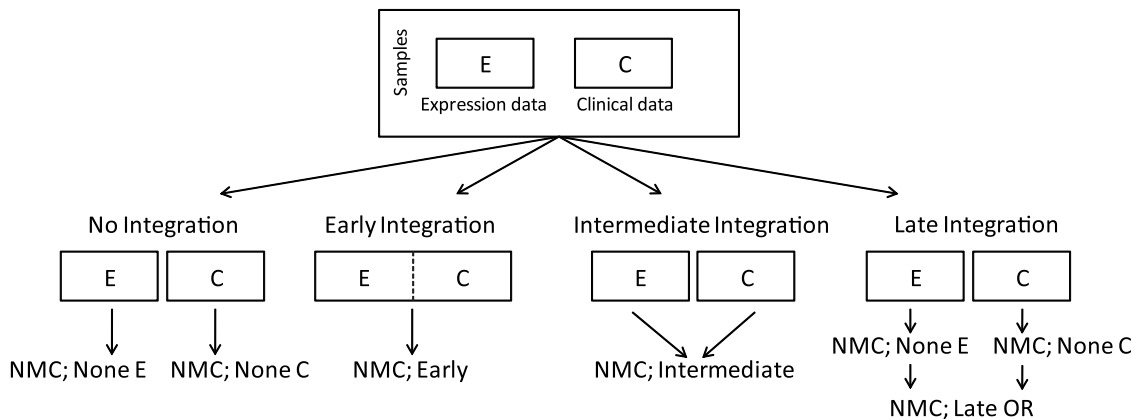 Samples
E
C
Expression data
Clinical data
No Integration
Early Integration
Intermediate Integration
Late Integration
E
C
E
C
E
C
E
C
NMC; None E
NMC; None C
NMC; Early
NMC; Intermediate
NMC; None E
NMC; None C
NMC; Late OR